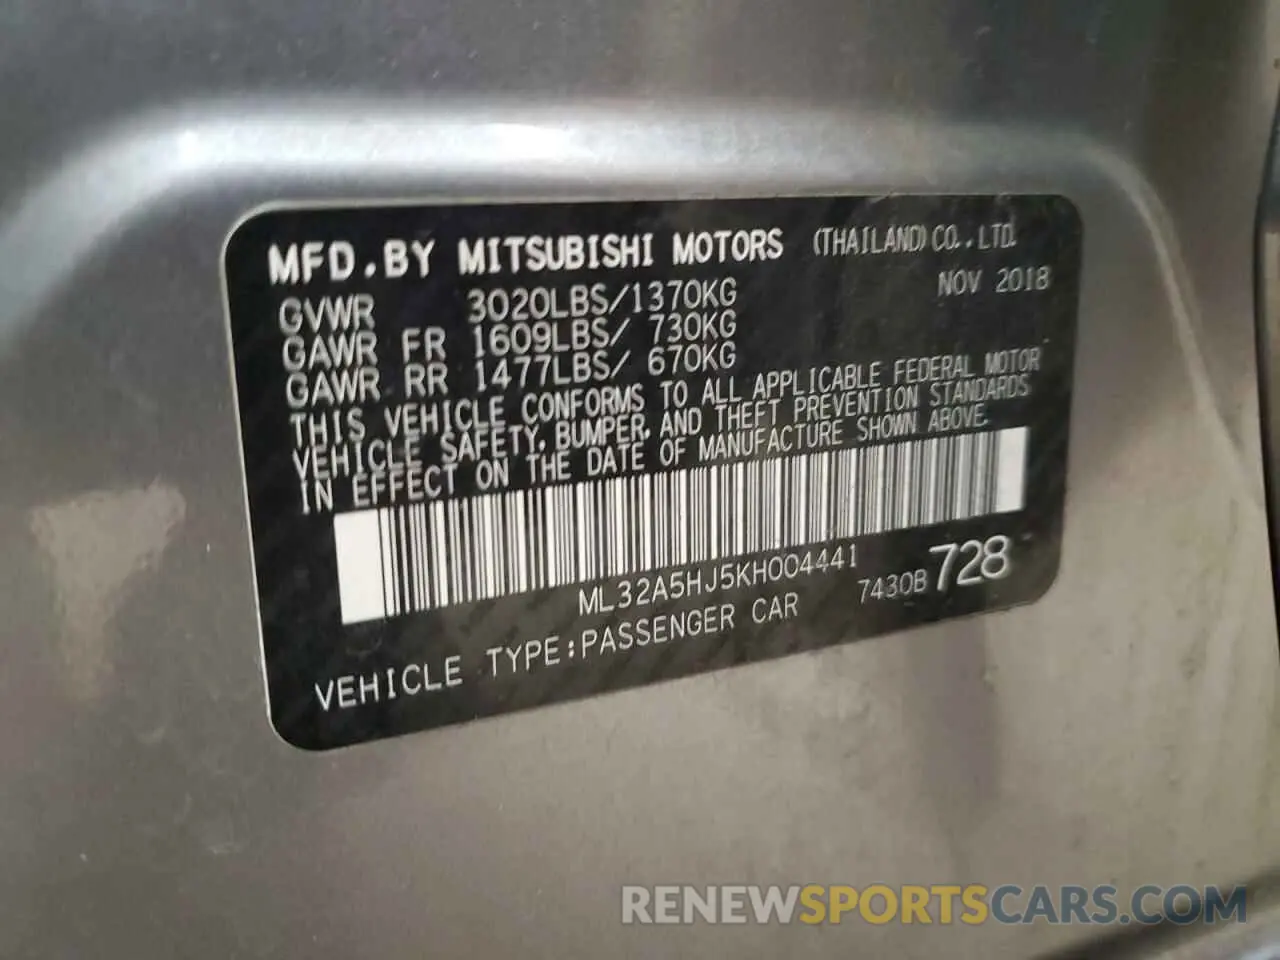 MFD.BY MITSUBISHI MOTORS (THAILAND) CO.,LTD.
NOV 2018
GVWR 3020LBS/1370KG
GAWR FR 1609LBS/ 730KG
GAWR RR 1477LBS/ 670KG
THIS VEHICLE CONFORMS TO ALL APPLICABLE FEDERAL MOTOR
VEHICLE SAFETY, BUMPER, AND THEFT PREVENTION STANDARDS
IN EFFECT ON THE DATE OF MANUFACTURE SHOWN ABOVE.
ML32A5HJ5KH004441
7430B 728
VEHICLE TYPE:PASSENGER CAR
RENEWSPORTSCARS.COM